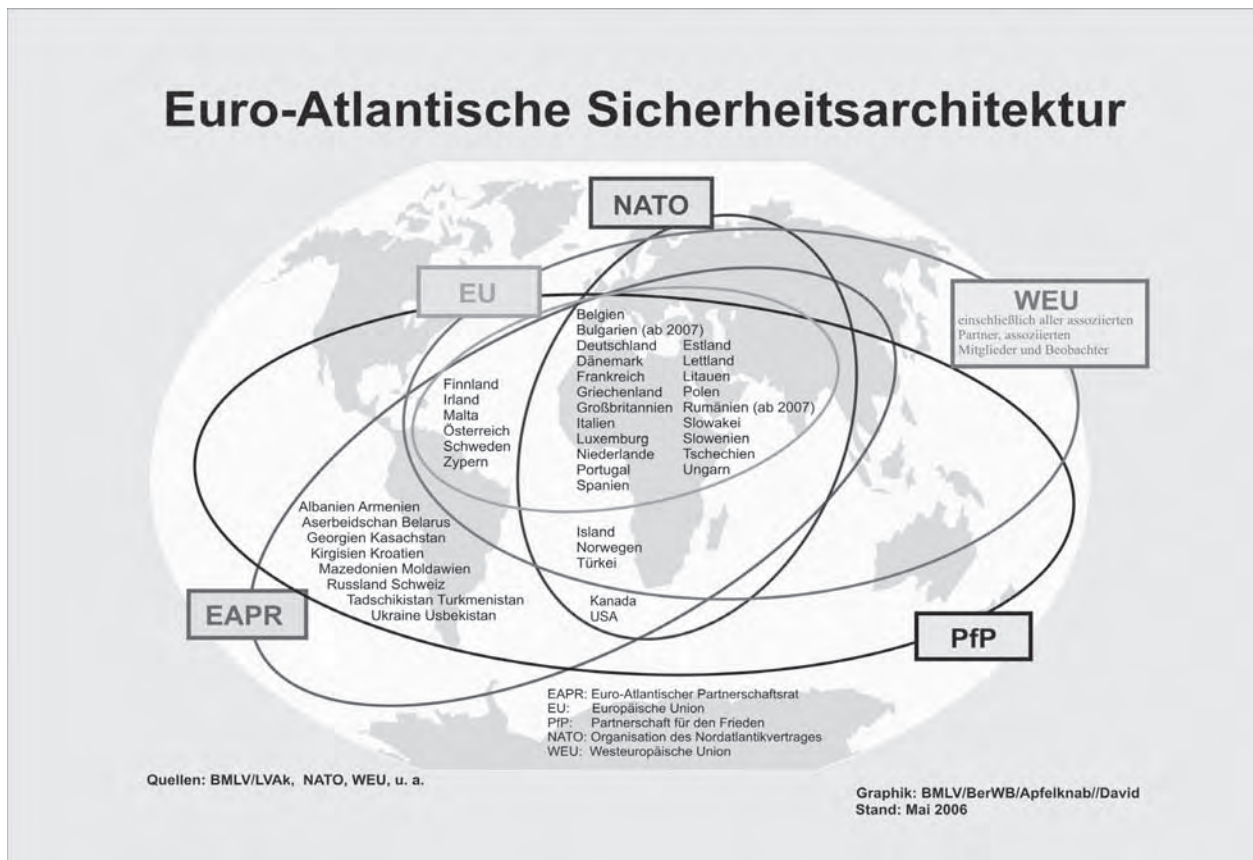 Euro-Atlantische Sicherheitsarchitektur
NATO
EU
WEU
einschließlich aller assoziierten
Partner, assoziierten
Mitglieder und Beobachter
Belgien
Bulgarien (ab 2007)
Deutschland
Dänemark
Frankreich
Griechenland
Großbritannien
Italien
Luxemburg
Niederlande
Portugal
Spanien
Estland
Lettland
Litauen
Polen
Rumänien (ab 2007)
Slowakei
Slowenien
Tschechien
Ungarn
Finnland
Irland
Malta
Österreich
Schweden
Zypern
Albanien Armenien
Aserbeidschan Belarus
Georgien Kasachstan
Kirgisien Kroatien
Mazedonien Moldawien
Russland Schweiz
Tadschikistan Turkmenistan
Ukraine Usbekistan
Island
Norwegen
Türkei
Kanada
USA
EAPR
PfP
EAPR: Euro-Atlantischer Partnerschaftsrat
EU: Europäische Union
PfP: Partnerschaft für den Frieden
NATO: Organisation des Nordatlantikvertrages
WEU: Westeuropäische Union
Quellen: BMLV/LVAk, NATO, WEU, u. a.
Graphik: BMLV/BerWB/Apfelknab//David
Stand: Mai 2006